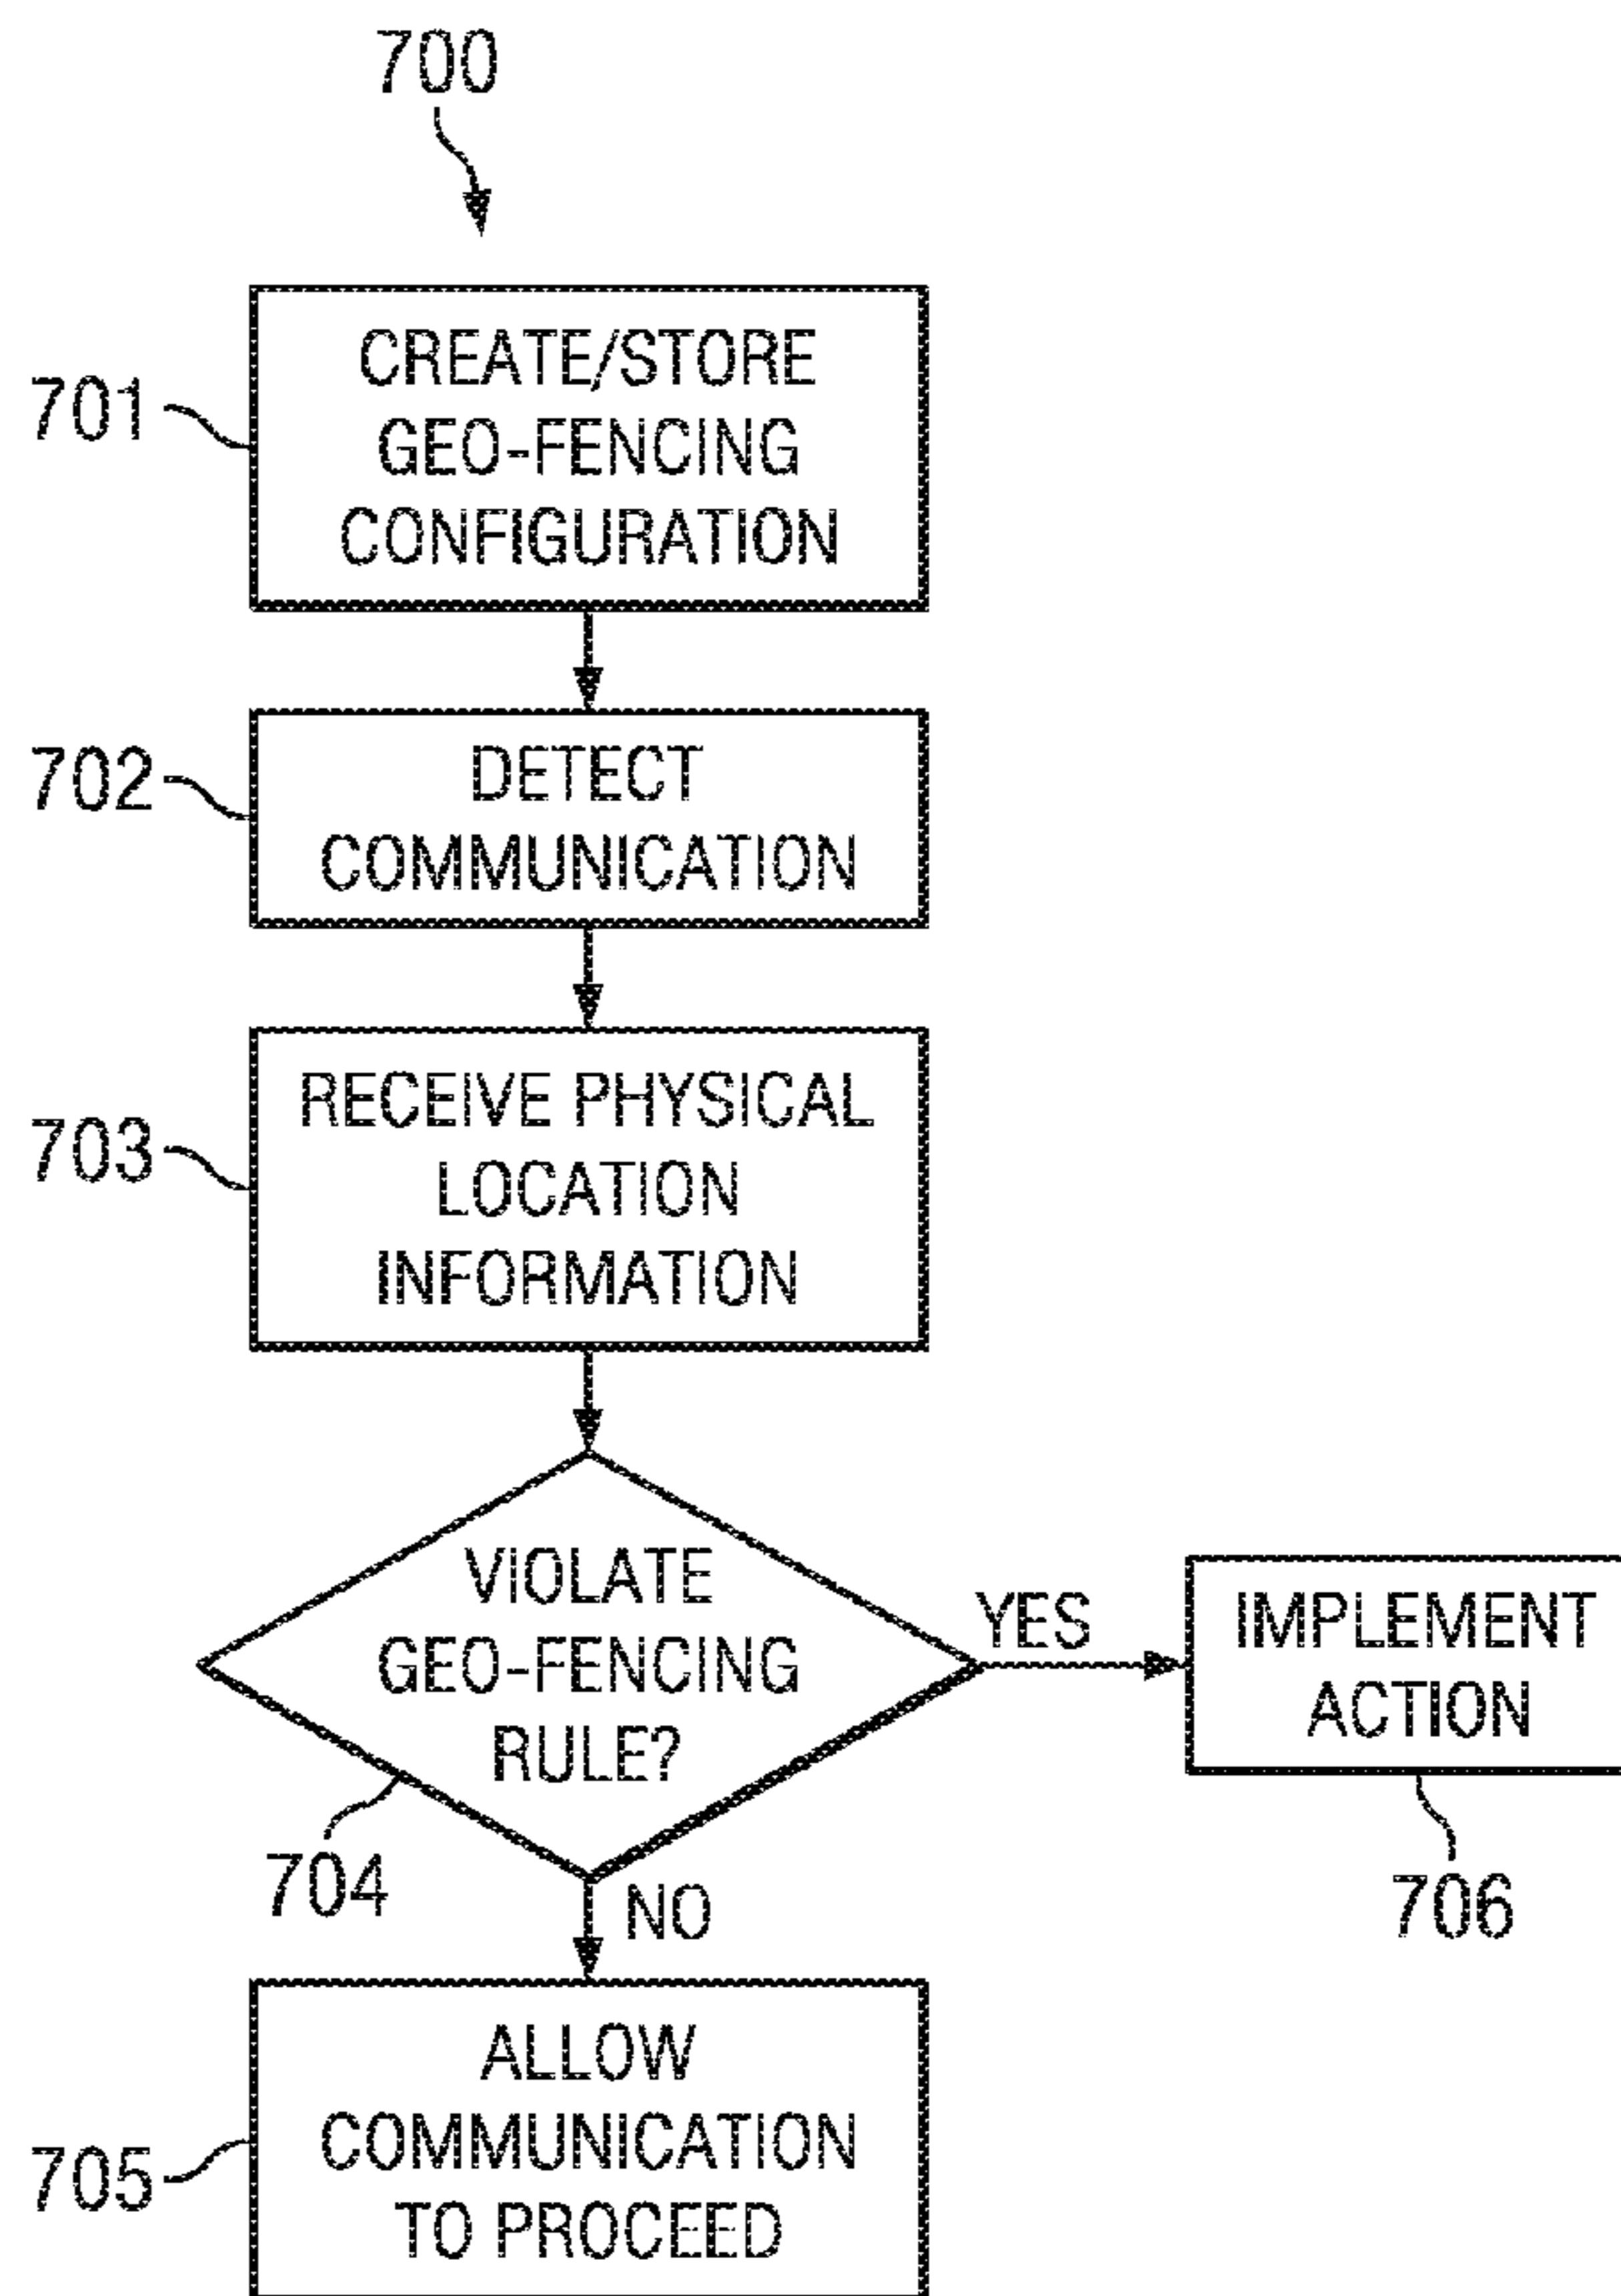 700
701
CREATE/STORE
GEO-FENCING
CONFIGURATION
702
DETECT
COMMUNICATION
703
RECEIVE PHYSICAL
LOCATION
INFORMATION
704
VIOLATE
GEO-FENCING
RULE?
YES
IMPLEMENT
ACTION
706
NO
705
ALLOW
COMMUNICATION
TO PROCEED